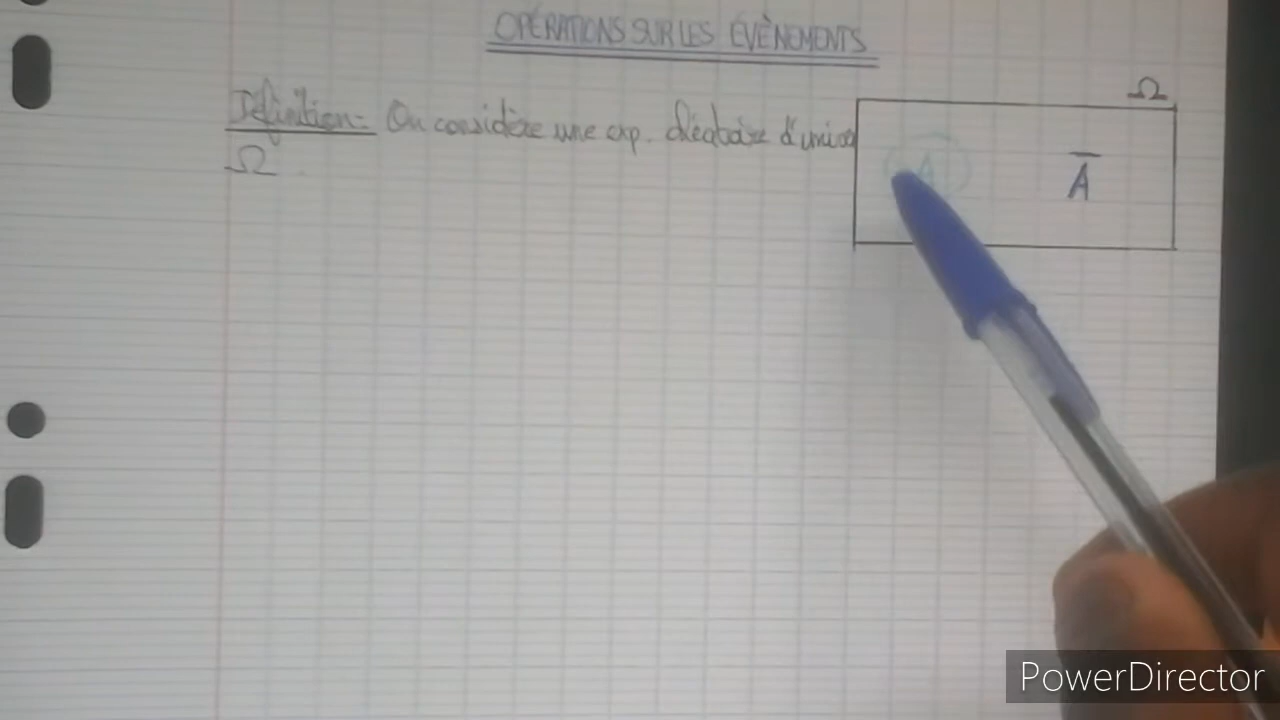 OPÉRATIONS SUR LES ÉVÈNEMENTS
Définition: On considère une exp. aléatoire d'univers
Ω
Ω
A
Ā
PowerDirector